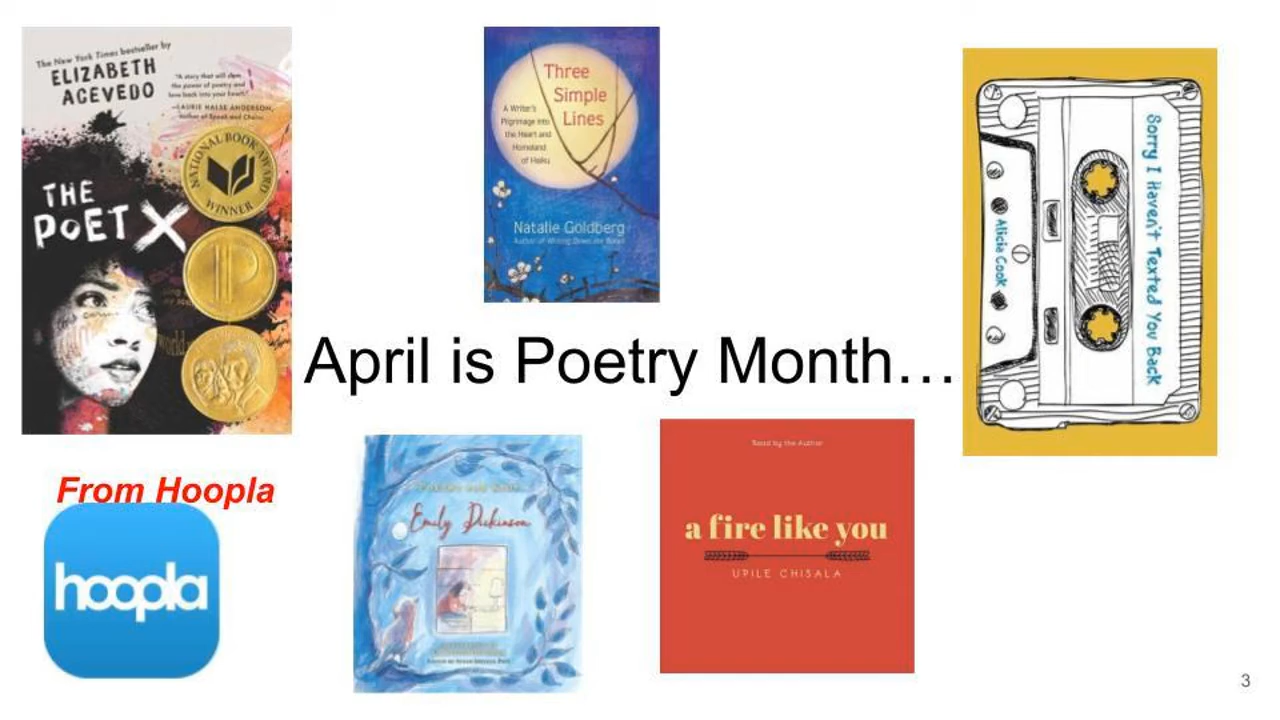 The New York Times bestseller by
ELIZABETH
ACEVEDO
"A story that will slam
the power of poetry and
love back into your heart."
—LAURIE HALSE ANDERSON,
author of Speak and Chains
NATIONAL BOOK AWARD
WINNER
THE
POET X
P
world
Three
Simple
Lines
A Writer's
Pilgrimage into
the Heart and
Homeland
of Haiku
Natalie Goldberg
Author of Writing Down the Bones
Sorry I Haven't Texted You Back
Alicia Cook
April is Poetry Month…
From Hoopla
hoopla
Emily Dickinson
Read by the Author
a fire like you
UPILE CHISALA
3